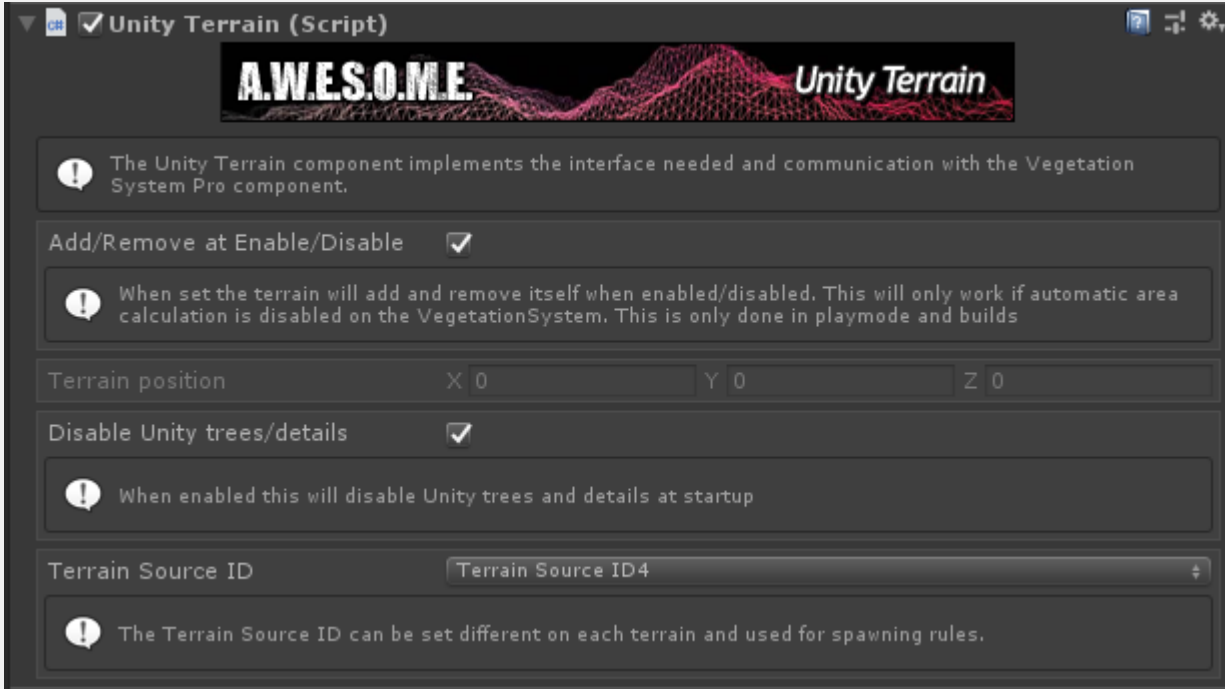 Unity Terrain (Script)
A.W.E.S.O.M.E. Unity Terrain
The Unity Terrain component implements the interface needed and communication with the Vegetation
System Pro component.
Add/Remove at Enable/Disable
When set the terrain will add and remove itself when enabled/disabled. This will only work if automatic area
calculation is disabled on the VegetationSystem. This is only done in playmode and builds
Terrain position X 0 Y 0 Z 0
Disable Unity trees/details
When enabled this will disable Unity trees and details at startup
Terrain Source ID Terrain Source ID4
The Terrain Source ID can be set different on each terrain and used for spawning rules.